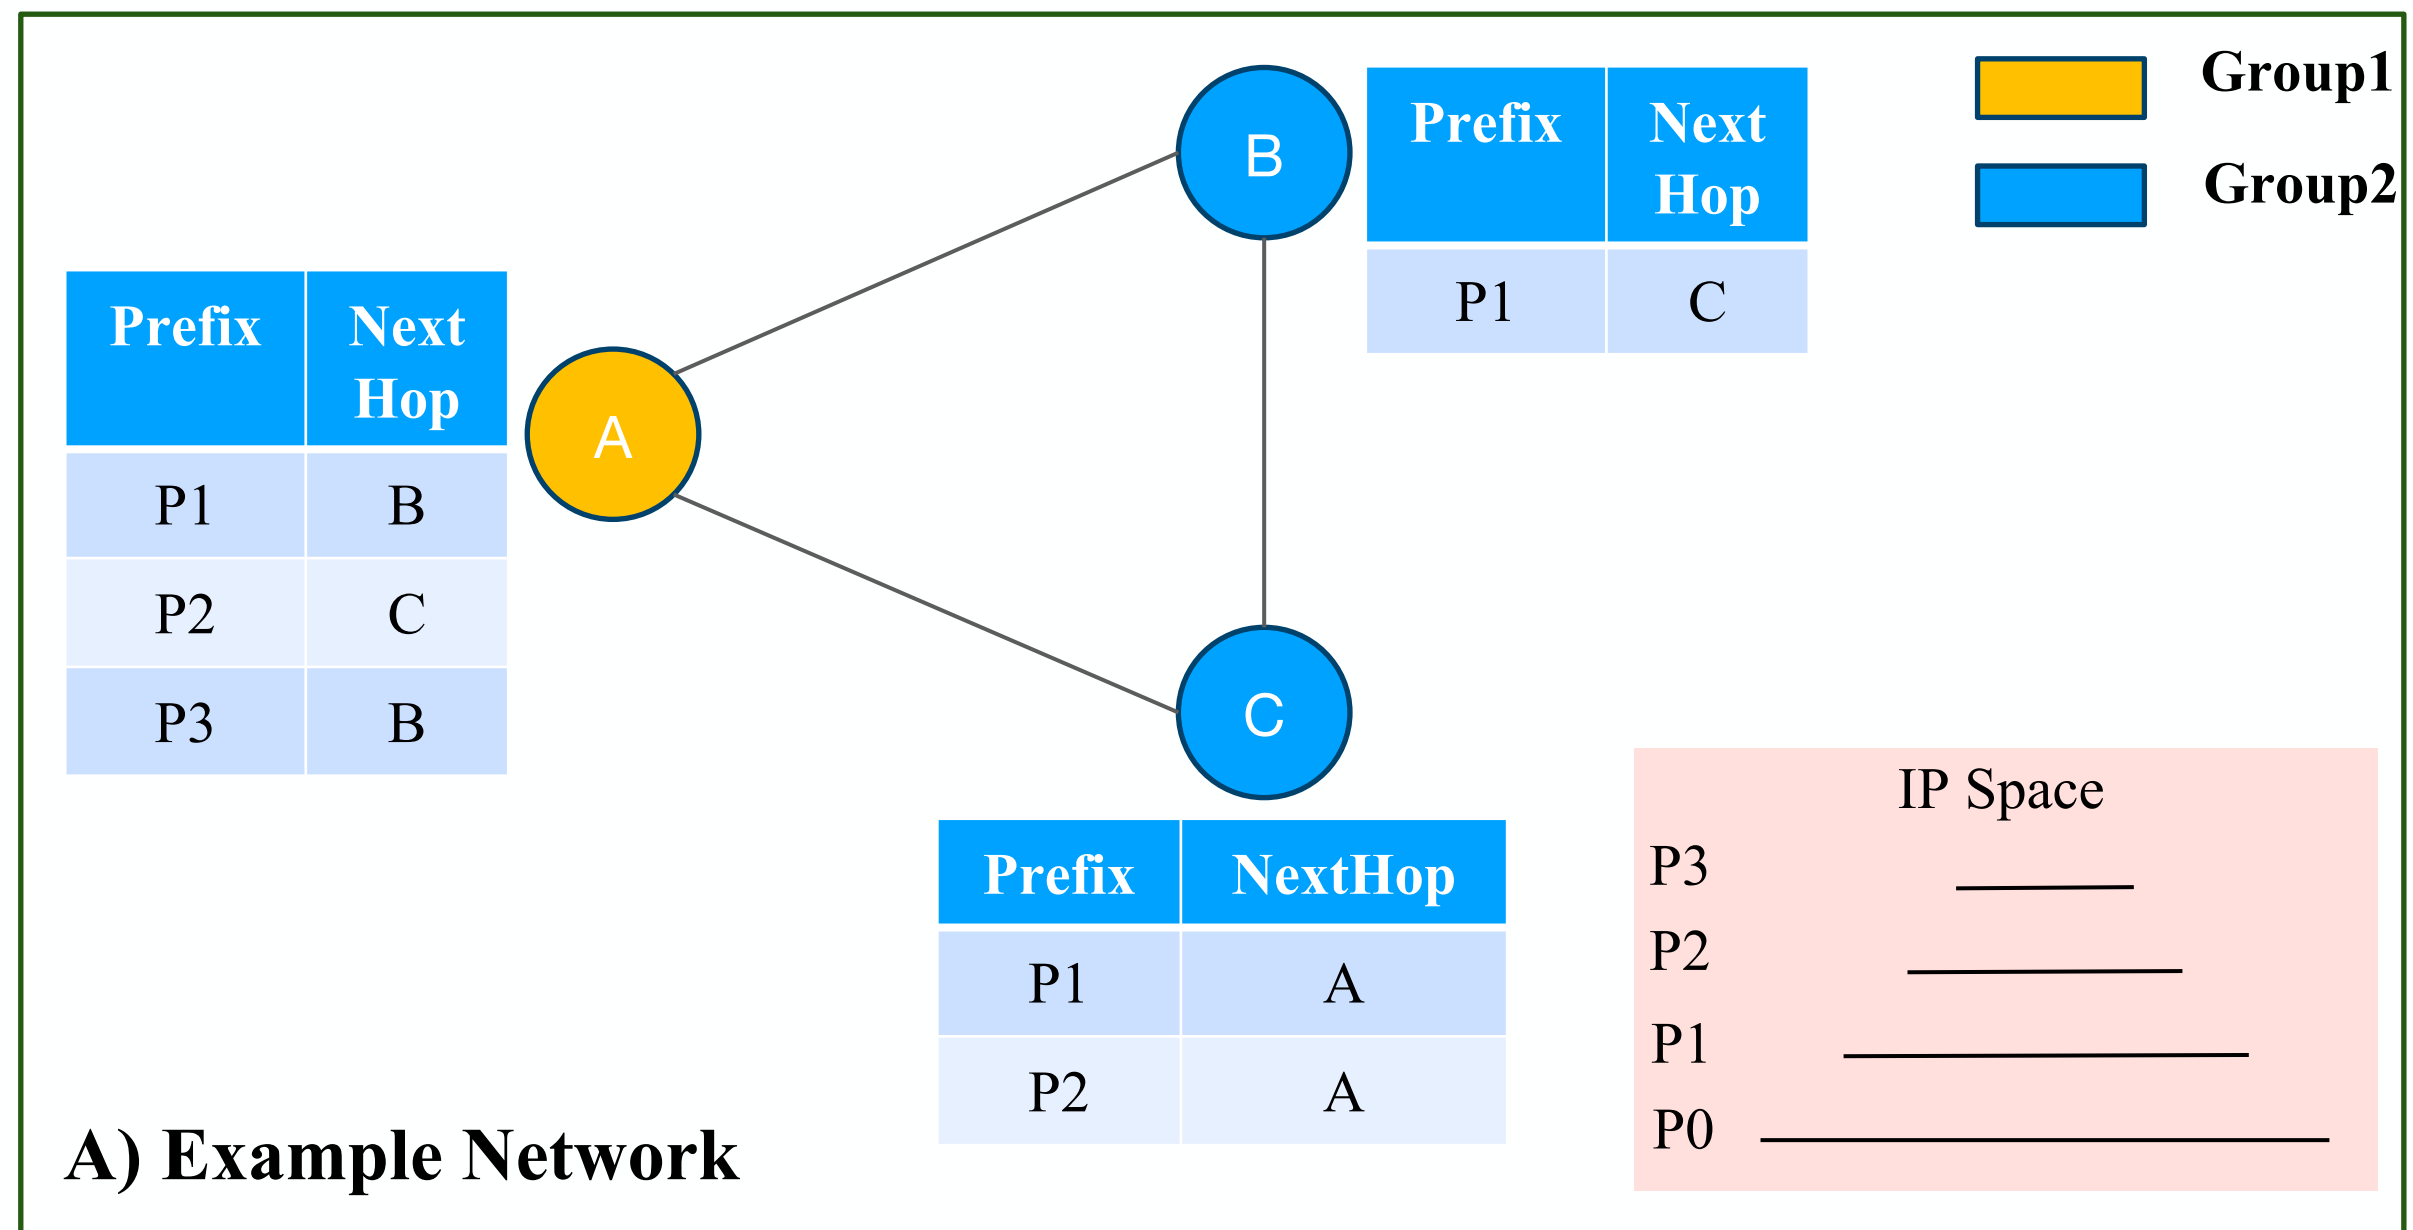 Group1
Group2
B
Prefix Next
Hop
P1 C
Prefix Next
Hop
P1 B
P2 C
P3 B
A
C
Prefix NextHop
P1 A
P2 A
IP Space
P3
P2
P1
P0
A) Example Network